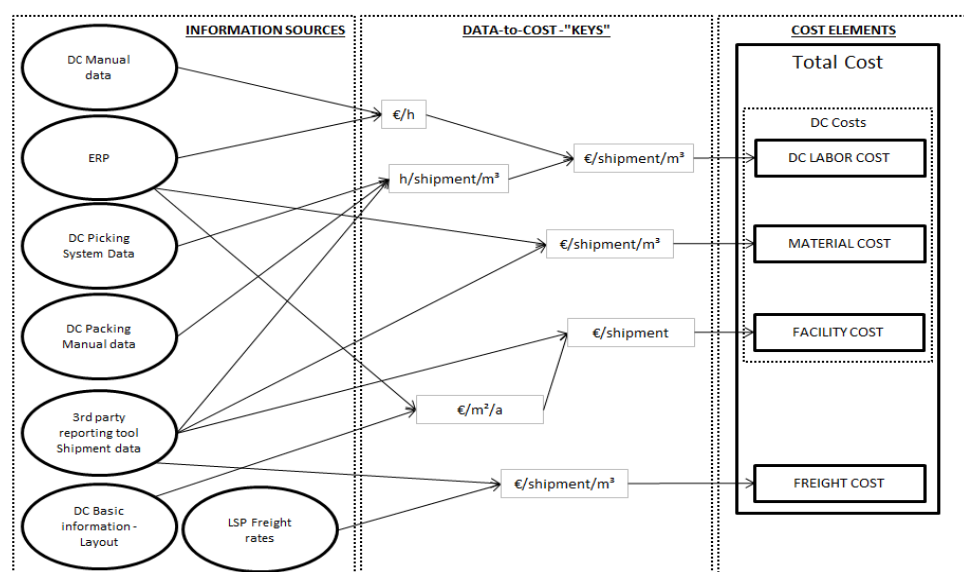 INFORMATION SOURCES
DC Manual
data
ERP
DC Picking
System Data
DC Packing
Manual data
3rd party
reporting tool
Shipment data
DC Basic
information -
Layout
LSP Freight
rates
DATA-to-COST -"KEYS"
€/h
h/shipment/m³
€/shipment/m³
€/shipment/m³
€/shipment
€/m²/a
€/shipment/m³
COST ELEMENTS
Total Cost
DC Costs
DC LABOR COST
MATERIAL COST
FACILITY COST
FREIGHT COST